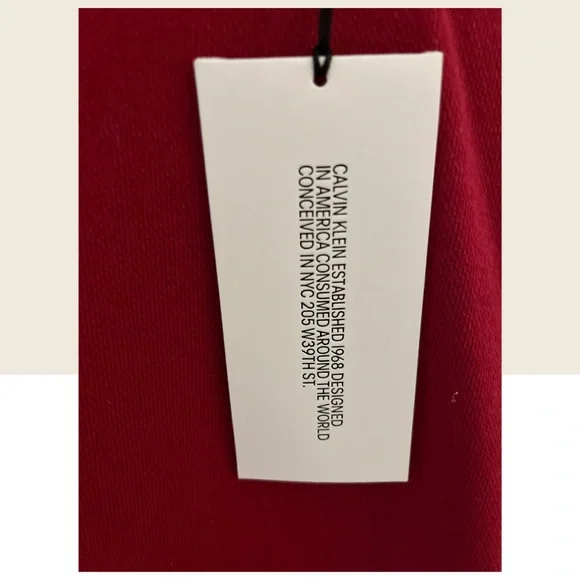 CALVIN KLEIN ESTABLISHED 1968 DESIGNED
IN AMERICA CONSUMED AROUND THE WORLD
CONCEIVED IN NYC 205 W39TH ST.